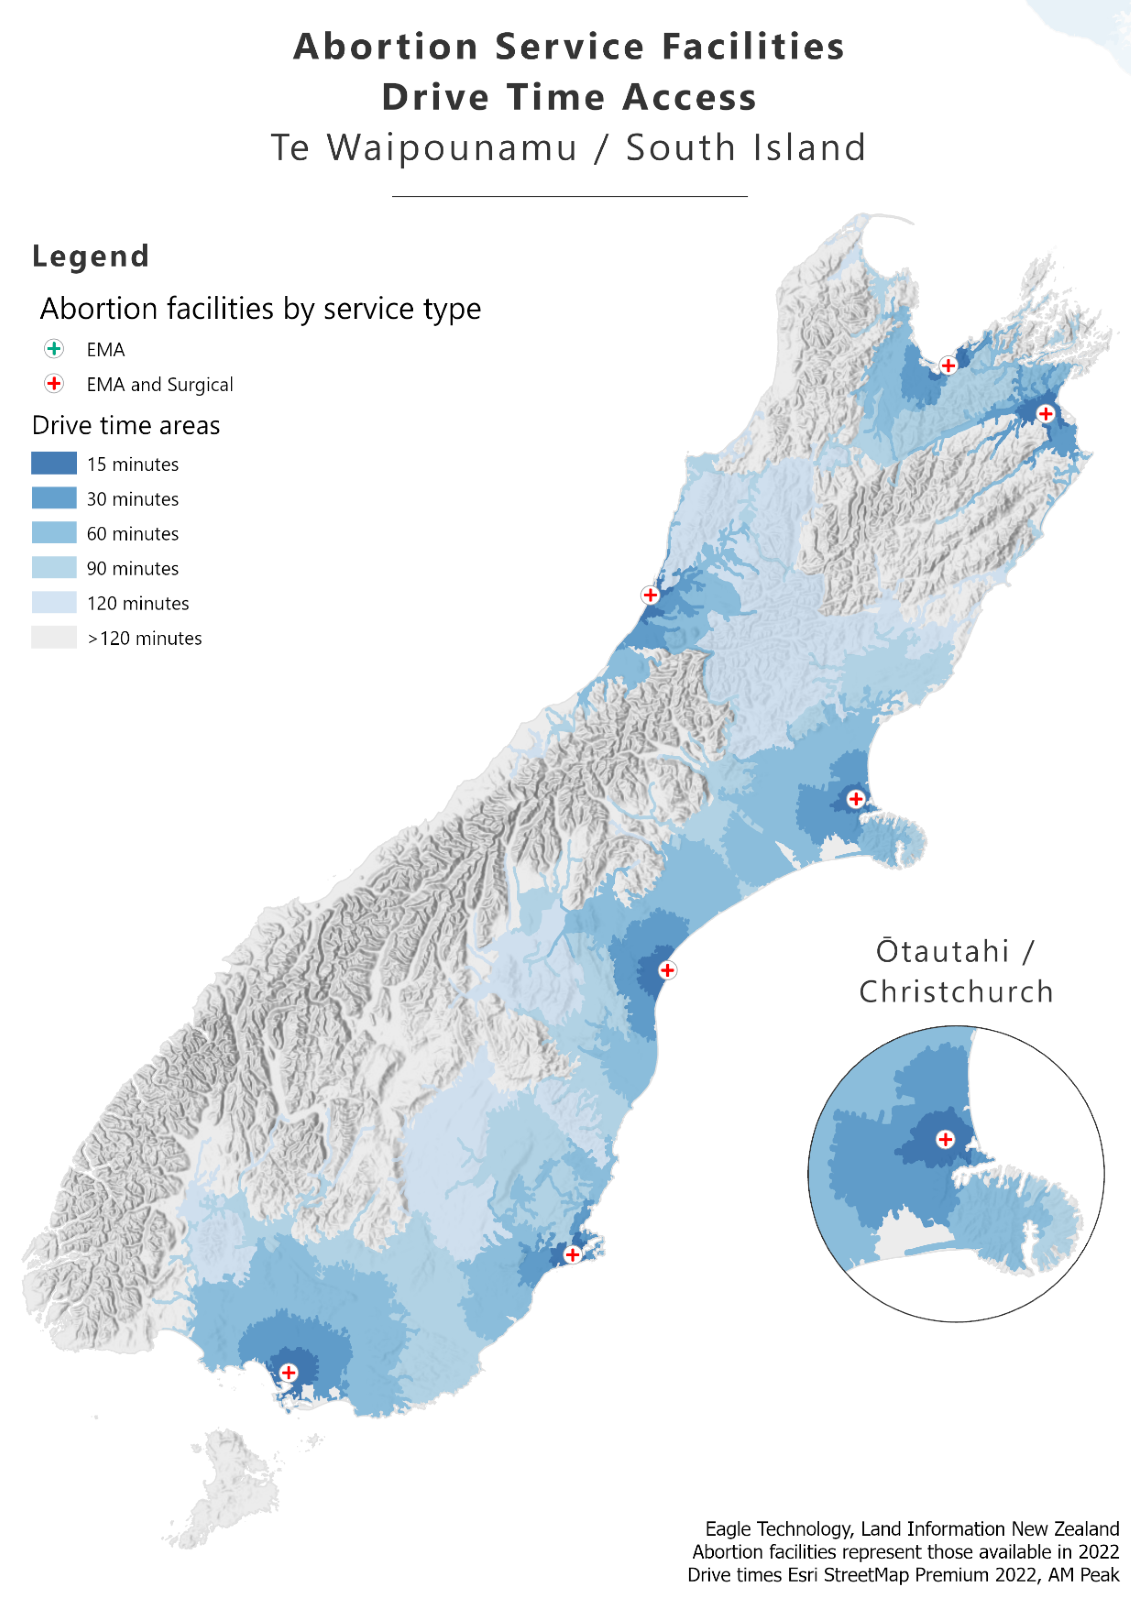 Abortion Service Facilities
Drive Time Access
Te Waipounamu / South Island
Legend
Abortion facilities by service type
EMA
EMA and Surgical
Drive time areas
15 minutes
30 minutes
60 minutes
90 minutes
120 minutes
>120 minutes
Ōtautahi /
Christchurch
Eagle Technology, Land Information New Zealand
Abortion facilities represent those available in 2022
Drive times Esri StreetMap Premium 2022, AM Peak